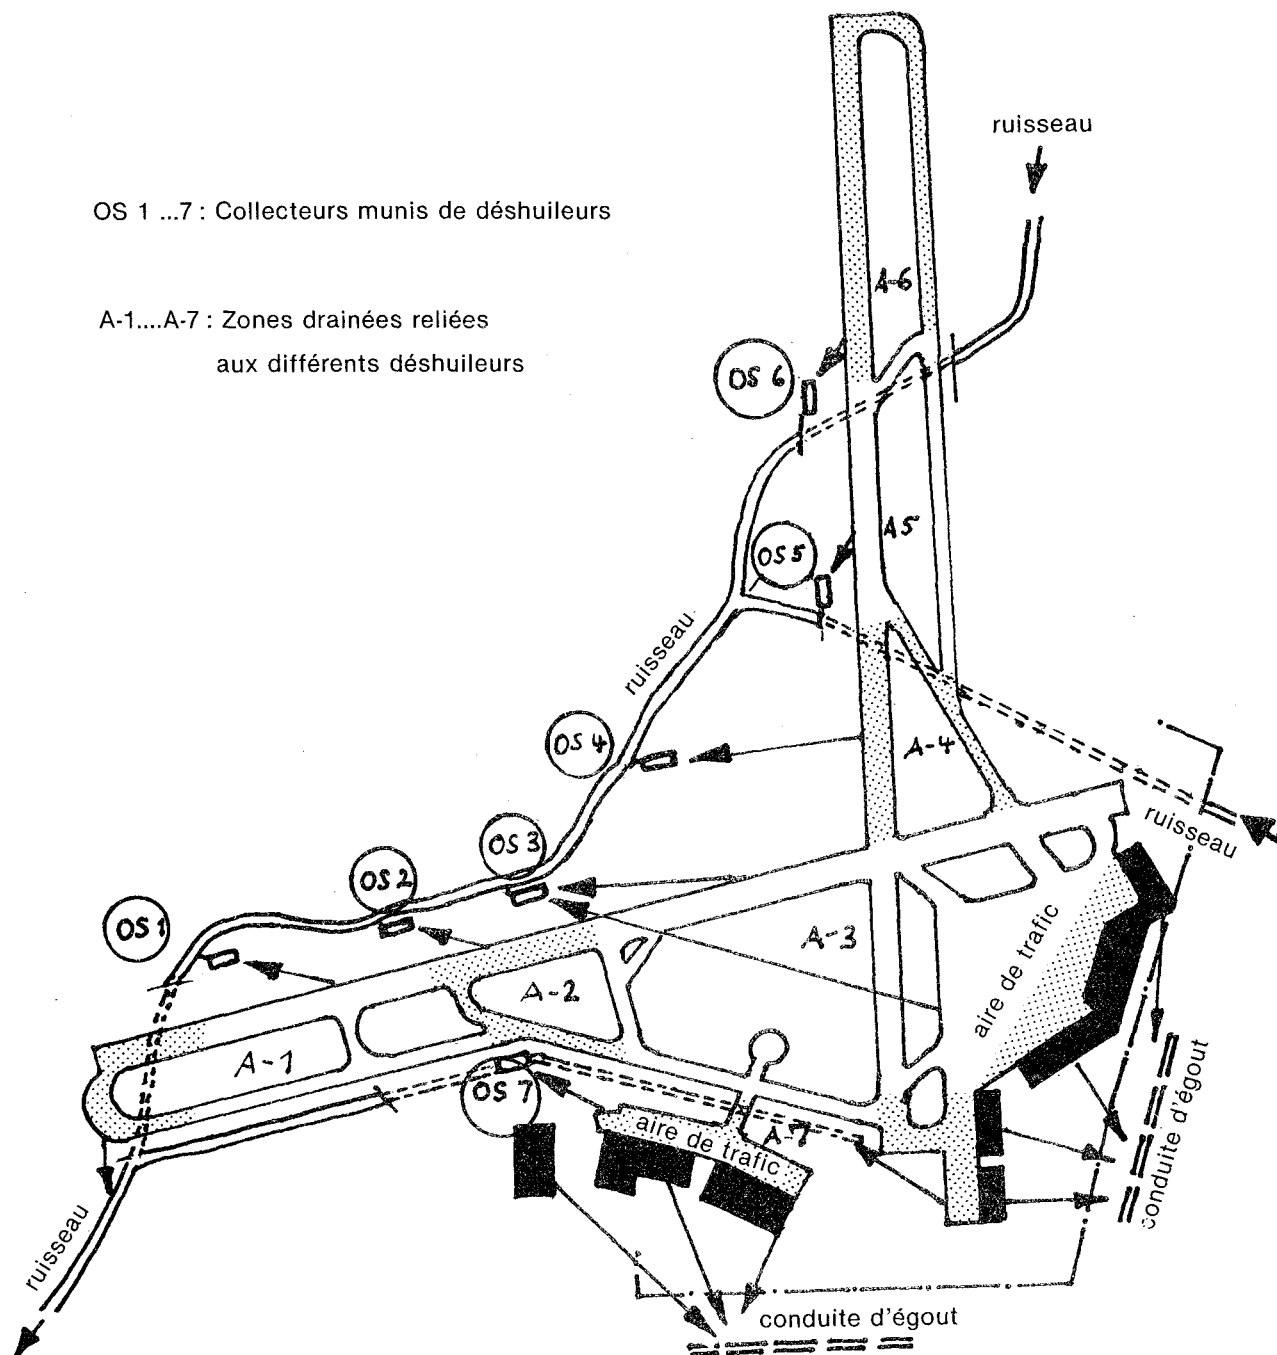 ruisseau
OS 1 ...7 : Collecteurs munis de déshuileurs
A-6
A-1....A-7 : Zones drainées reliées
aux différents déshuileurs
OS 6
A5
OS 5
ruisseau
OS 4
A-4
ruisseau
OS 3
OS 2
OS 1
A-3
aire de trafic
A-2
A-1
OS 7
aire de trafic
A-7
conduite d'égout
ruisseau
conduite d'égout